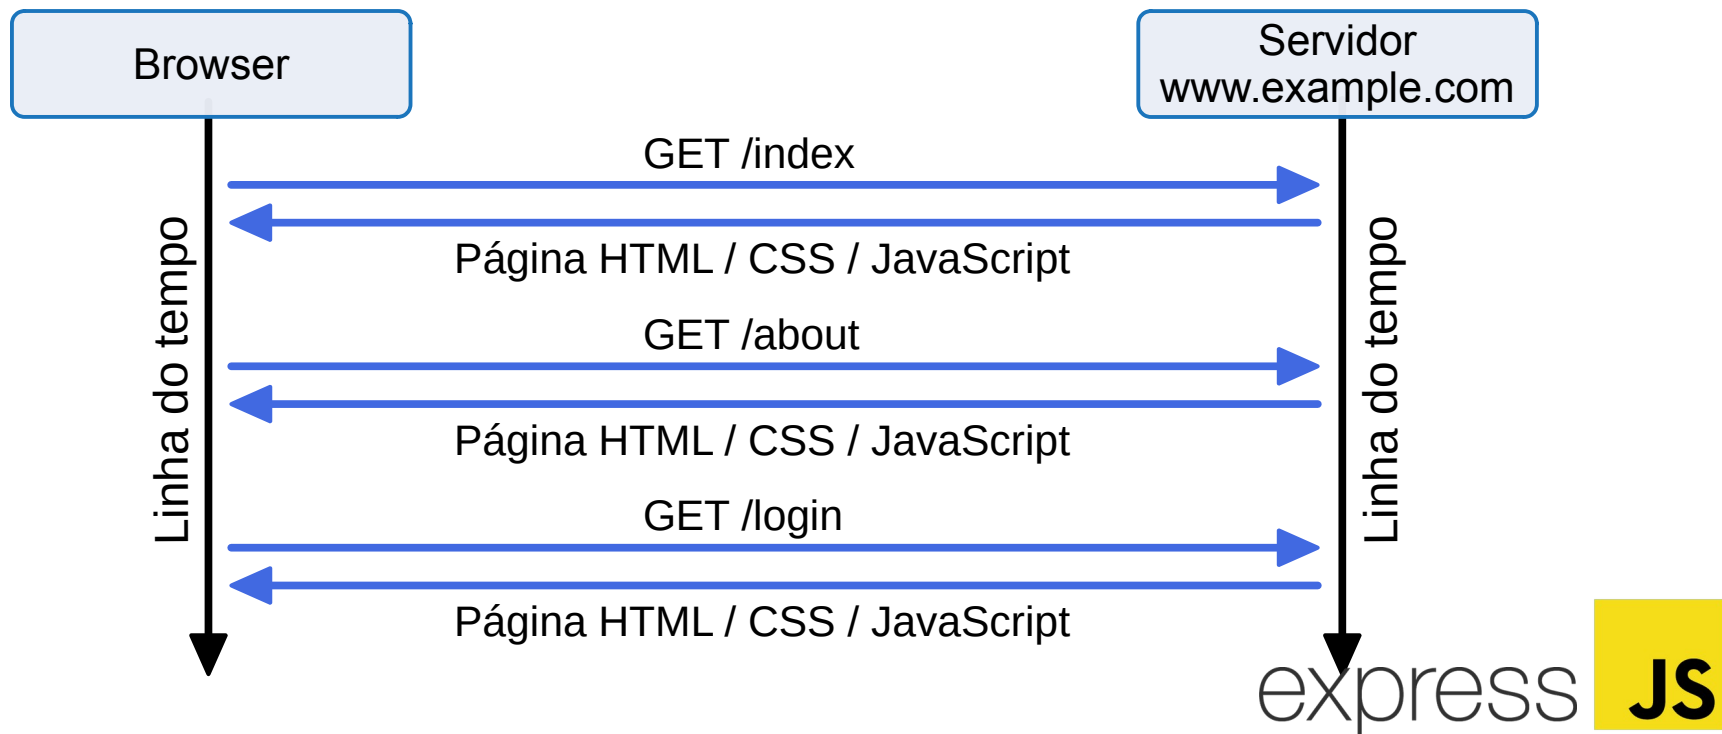 Browser
Servidor
www.example.com
GET /index
Página HTML / CSS / JavaScript
GET /about
Página HTML / CSS / JavaScript
GET /login
Página HTML / CSS / JavaScript
Linha do tempo
Linha do tempo
express
JS